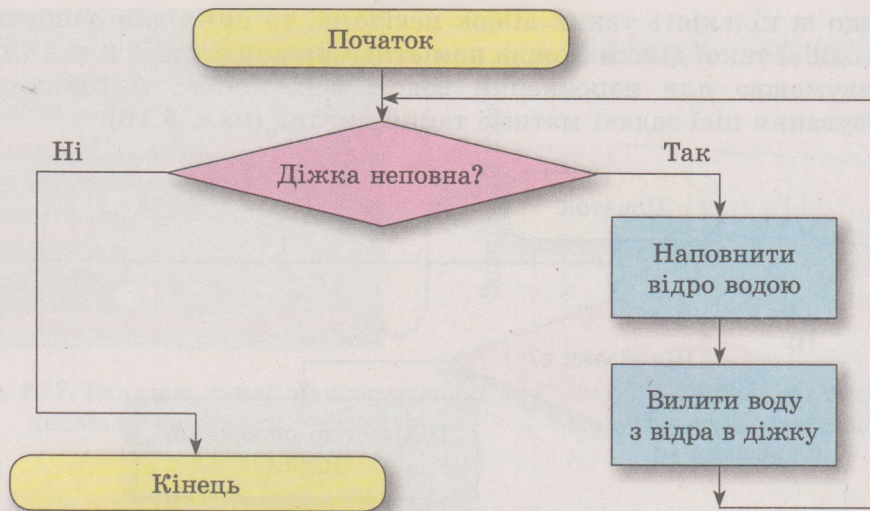 Початок
Ні
Так
Діжка неповна?
Наповнити
відро водою
Вилити воду
з відра в діжку
Кінець